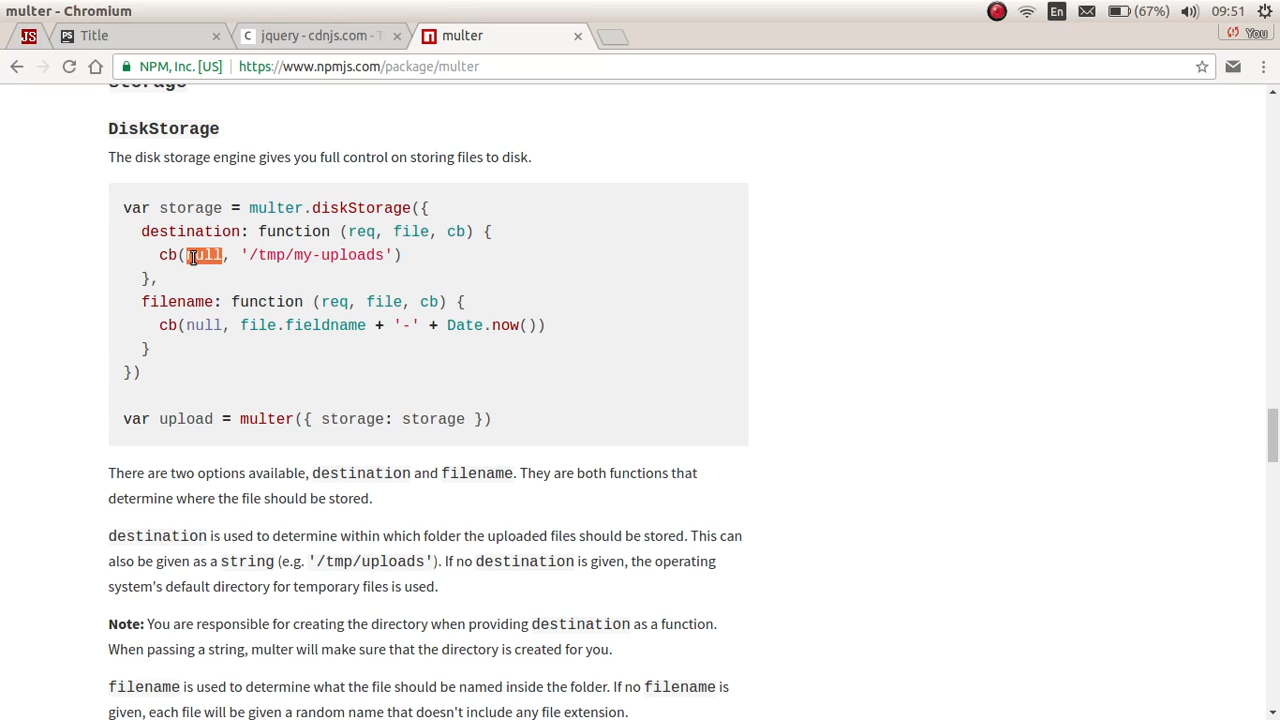 multer - Chromium
En
(67%)
09:51
JS
PS Title
C jquery - cdnjs.com - T
n multer
You
NPM, Inc. [US]
https://www.npmjs.com/package/multer
Storage
DiskStorage
The disk storage engine gives you full control on storing files to disk.
var storage = multer.diskStorage({
destination: function (req, file, cb) {
cb(null, '/tmp/my-uploads')
},
filename: function (req, file, cb) {
cb(null, file.fieldname + '-' + Date.now())
}
})
var upload = multer({ storage: storage })
There are two options available, destination and filename. They are both functions that
determine where the file should be stored.
destination is used to determine within which folder the uploaded files should be stored. This can
also be given as a string (e.g. '/tmp/uploads'). If no destination is given, the operating
system's default directory for temporary files is used.
Note: You are responsible for creating the directory when providing destination as a function.
When passing a string, multer will make sure that the directory is created for you.
filename is used to determine what the file should be named inside the folder. If no filename is
given, each file will be given a random name that doesn't include any file extension.